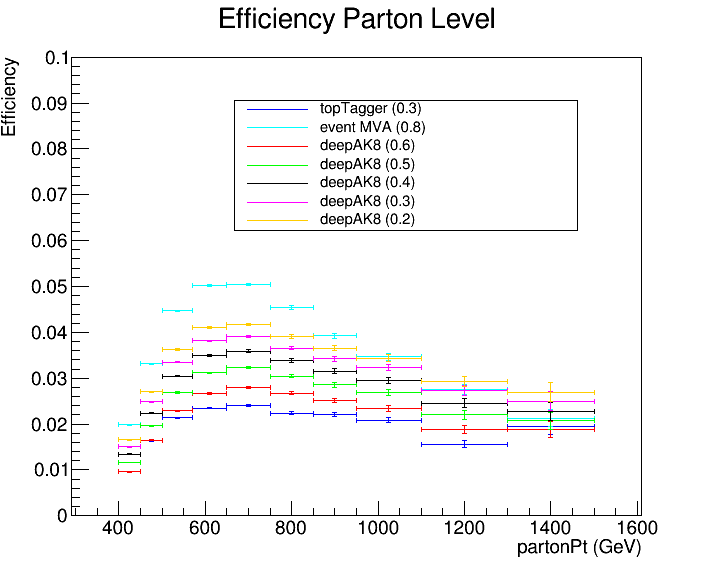 Efficiency Parton Level
Efficiency
0.1
0.09
0.08
0.07
0.06
0.05
0.04
0.03
0.02
0.01
0
topTagger (0.3)
event MVA (0.8)
deepAK8 (0.6)
deepAK8 (0.5)
deepAK8 (0.4)
deepAK8 (0.3)
deepAK8 (0.2)
400 600 800 1000 1200 1400 1600
partonPt (GeV)